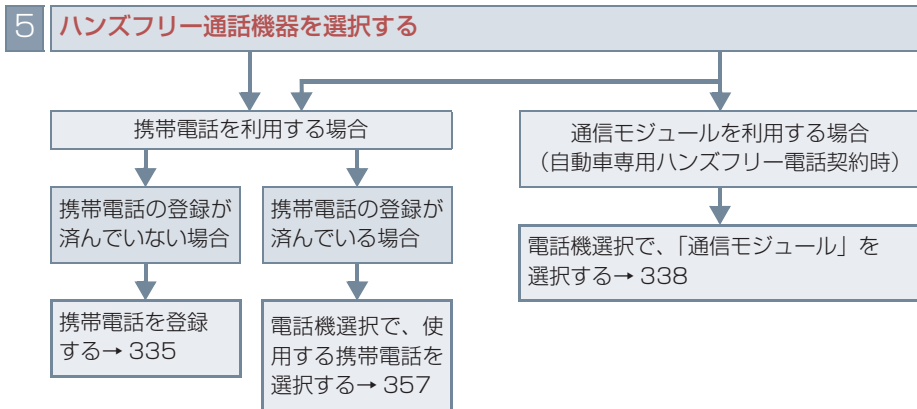 5 ハンズフリー通話機器を選択する
携帯電話を利用する場合
通信モジュールを利用する場合
（自動車専用ハンズフリー電話契約時）
携帯電話の登録が
済んでいない場合
携帯電話の登録が
済んでいる場合
電話機選択で、「通信モジュール」を
選択する→ 338
携帯電話を登録
する→ 335
電話機選択で、使
用する携帯電話を
選択する→ 357